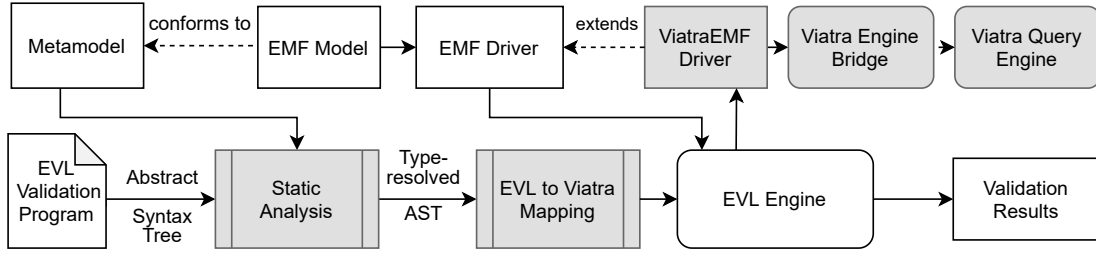 conforms to
extends
Metamodel
EMF Model
EMF Driver
ViatraEMF
Driver
Viatra Engine
Bridge
Viatra Query
Engine
EVL
Validation
Program
Abstract
Syntax
Tree
Static
Analysis
Type-
resolved
AST
EVL to Viatra
Mapping
EVL Engine
Validation
Results